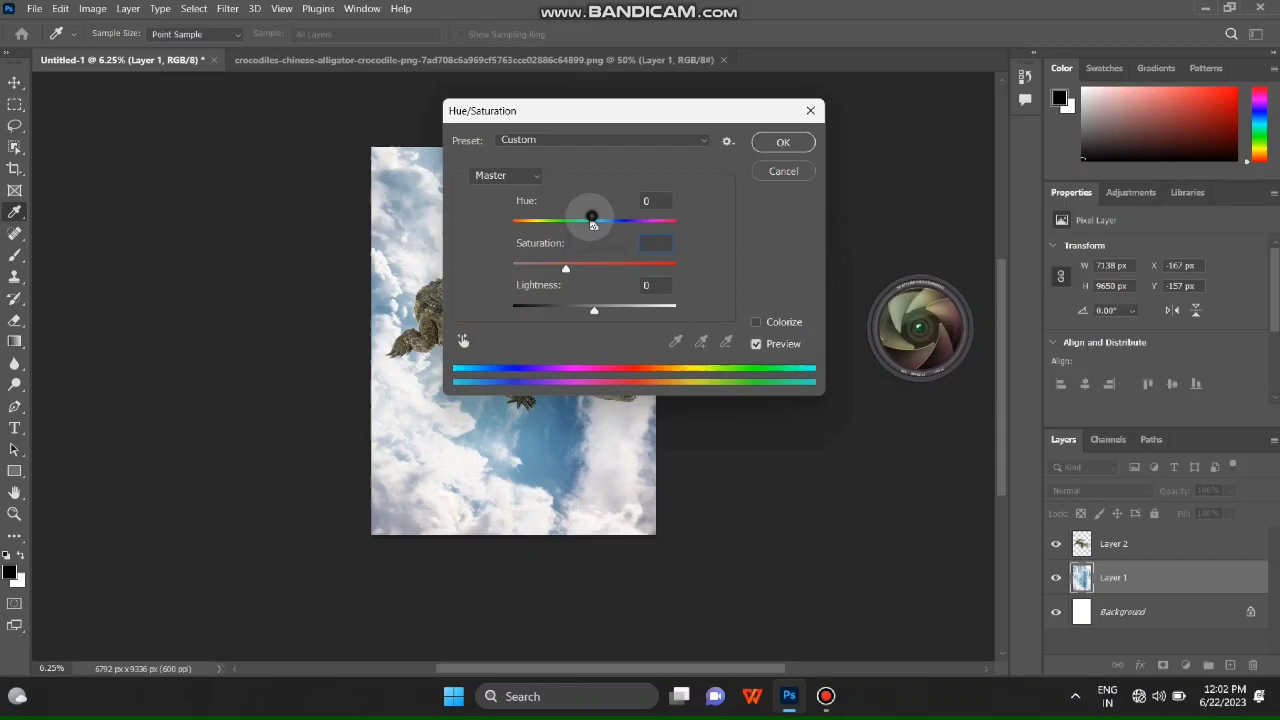 www.BANDICAM.com
Ps File Edit Image Layer Type Select Filter 3D View Plugins Window Help
Sample Size: Point Sample Sample: All Layers Show Sampling Ring
Untitled-1 @ 6.25% (Layer 1, RGB/8) * × crocodiles-chinese-alligator-crocodile-png-7ad708c6a969cf5763cce02886c64899.png @ 50% (Layer 1, RGB/8#) ×
Hue/Saturation
Preset: Custom
OK
Cancel
Master
Hue: 0
Saturation:
Lightness: 0
Colorize
Preview
Color Swatches Gradients Patterns
Properties Adjustments Libraries
Pixel Layer
Transform
W 7138 px X -167 px
H 9650 px Y -157 px
0.00°
Align and Distribute
Align:
Layers Channels Paths
Kind
Normal Opacity: 100%
Lock: Fill: 100%
Layer 2
Layer 1
Background
6.25% 6792 px x 9336 px (600 ppi)
Search
Ps
ENG
IN
12:02 PM
6/22/2023